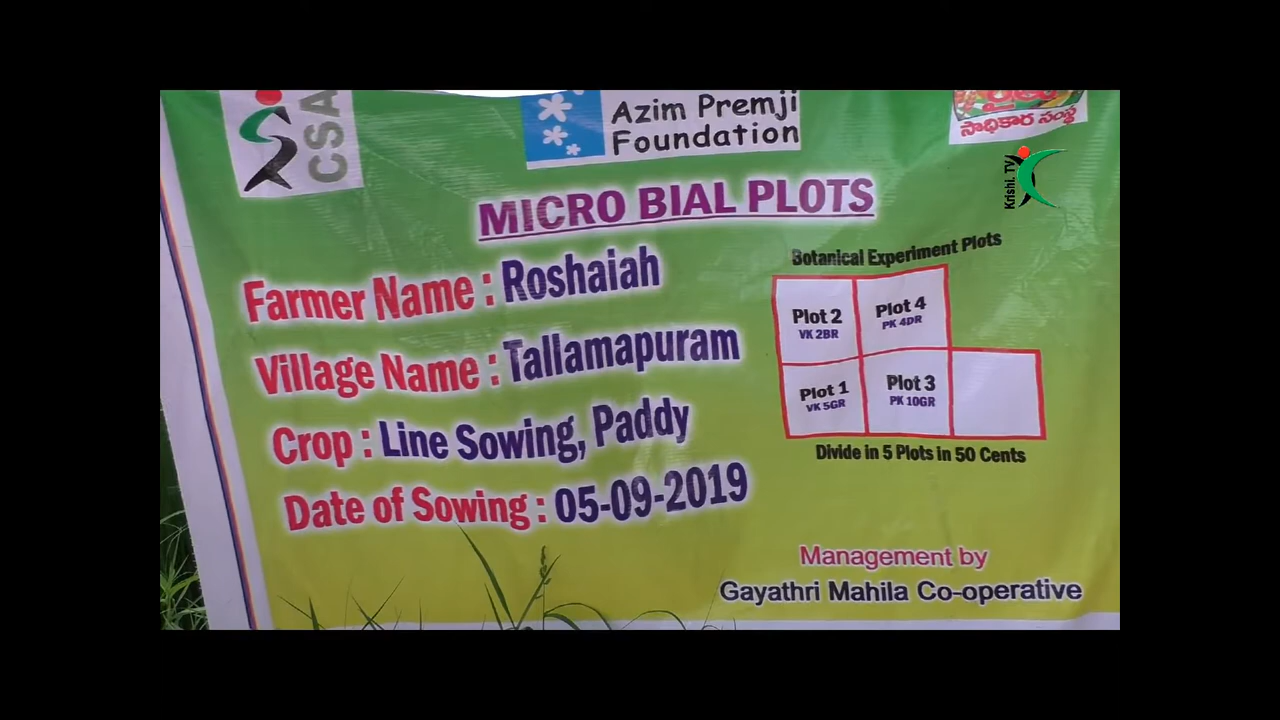 CSA
Azim Premji
Foundation
సాధికార సంస్థ
Krishi. TV
MICRO BIAL PLOTS
Farmer Name : Roshaiah
Village Name : Tallamapuram
Crop : Line Sowing, Paddy
Date of Sowing : 05-09-2019
Botanical Experiment Plots
Plot 2
VK 2BR
Plot 4
PK 4DR
Plot 1
VK 5GR
Plot 3
PK 10GR
Divide in 5 Plots in 50 Cents
Management by
Gayathri Mahila Co-operative